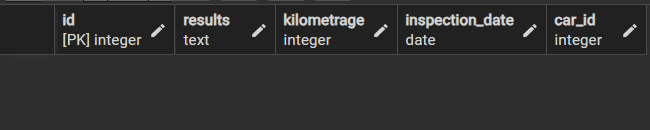 id results kilometrage inspection_date car_id
[PK] integer text integer date integer